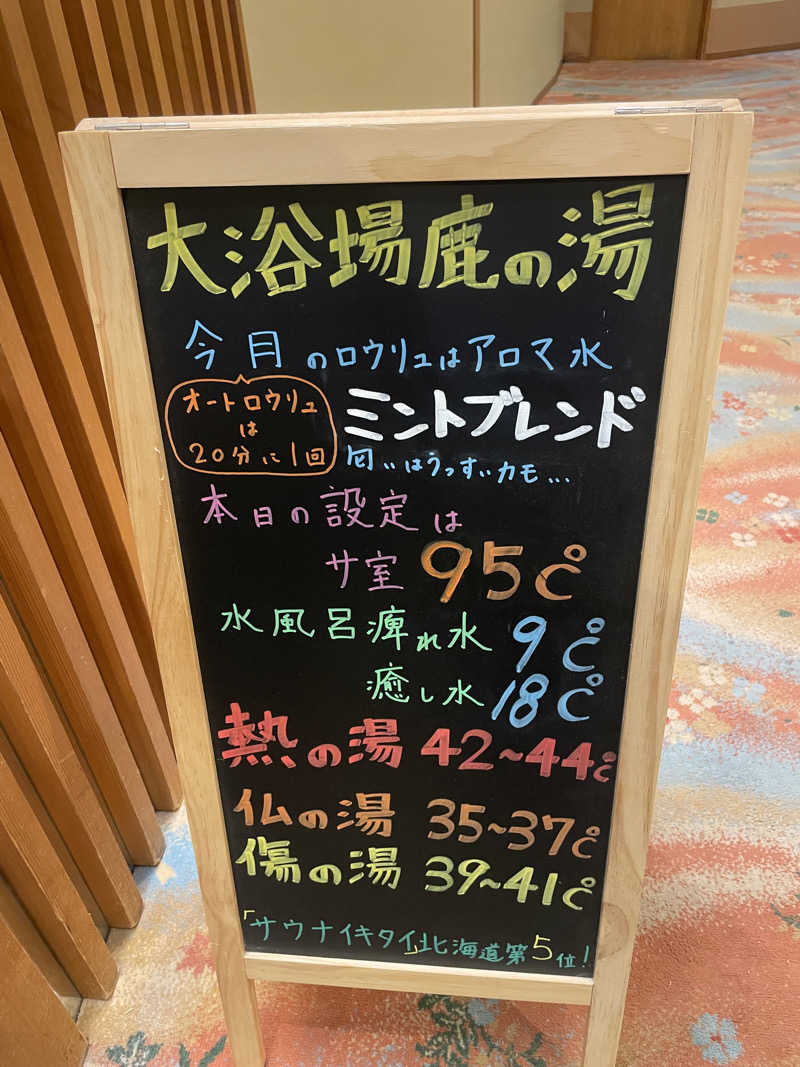 大浴場鹿の湯
今月のロウリュはアロマ水
オートロウリュ
は
20分に1回
ミントブレンド
匂いはうっすいカモ...
本日の設定は
サ室 95℃
水風呂痺れ水 9℃
癒し水 18℃
熱の湯 42~44℃
仏の湯 35~37℃
傷の湯 39~41℃
「サウナイキタイ」北海道第5位!